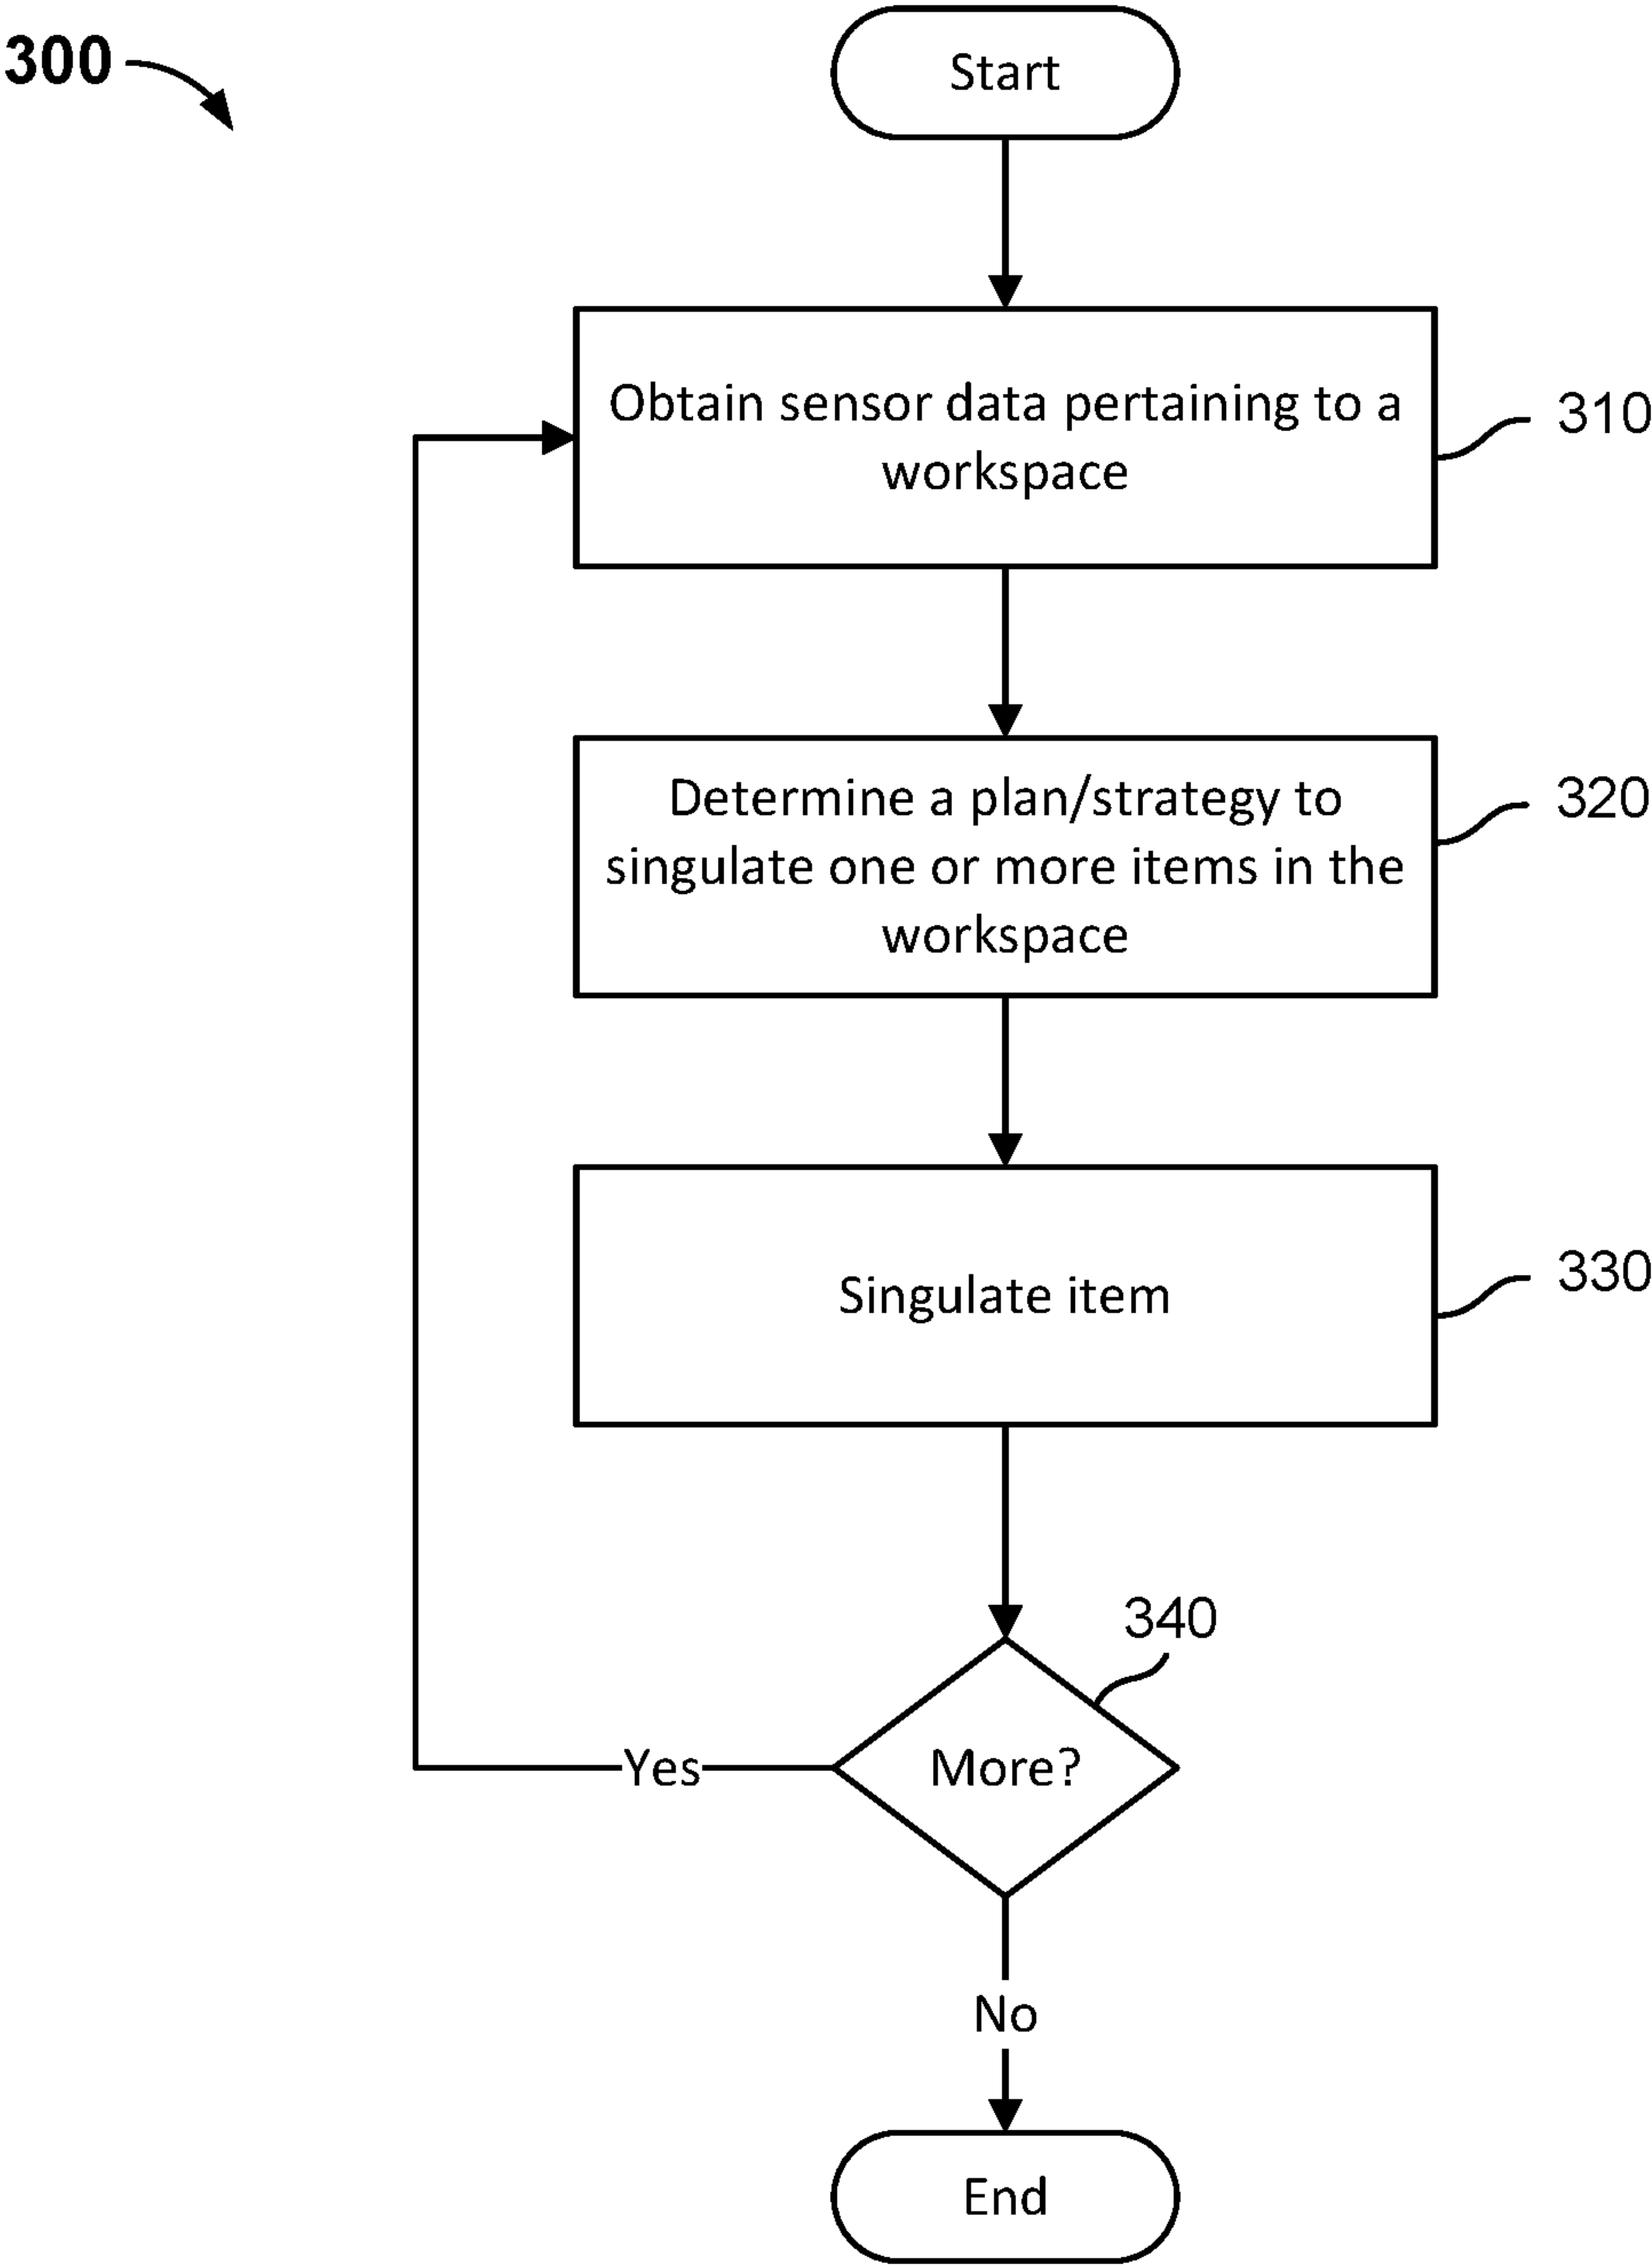 300
Start
Obtain sensor data pertaining to a
workspace
310
Determine a plan/strategy to
singulate one or more items in the
workspace
320
Singulate item
330
340
More?
Yes
No
End